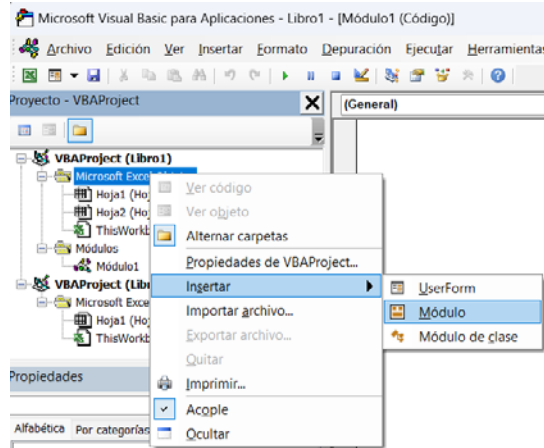 Microsoft Visual Basic para Aplicaciones - Libro1 - [Módulo1 (Código)]
Archivo Edición Ver Insertar Formato Depuración Ejecutar Herramientas
Proyecto - VBAProject
(General)
VBAProject (Libro1)
Microsoft Excel
Hoja1 (Ho
Hoja2 (Ho
ThisWorkb
Módulos
Módulo1
VBAProject (Libr
Microsoft Exce
Hoja1 (Ho
ThisWorkb
Ver código
Ver objeto
Alternar carpetas
Propiedades de VBAProject...
Insertar
Importar archivo...
Exportar archivo...
Quitar
Imprimir...
Acople
Ocultar
UserForm
Módulo
Módulo de clase
Propiedades
Alfabética Por categorías